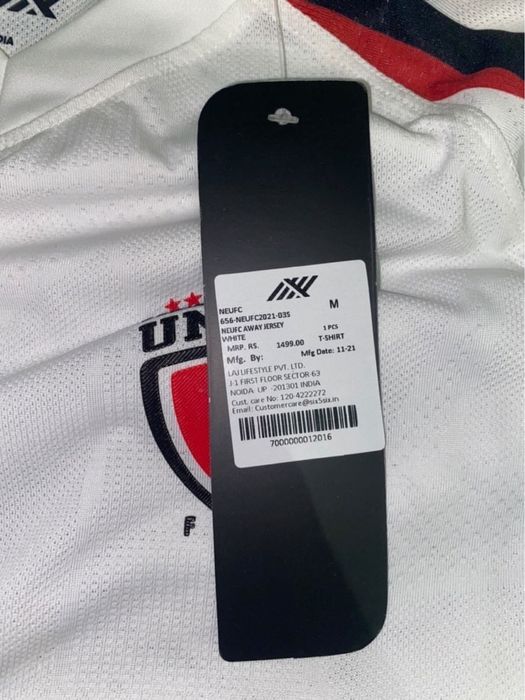 DIA
NEUFC
M
656-NEUFC2021-035
NEUFC AWAY JERSEY
WHITE
1 PCS
MRP. RS. 1499.00 T-SHIRT
Mfg. By: Mfg Date: 11-21
LAJ LIFESTYLE PVT. LTD.
J-1 FIRST FLOOR SECTOR-63
NOIDA UP -201301 INDIA
Cust. care No: 120-4222272
Email: Customercare@six5six.in
7000000012016
UN